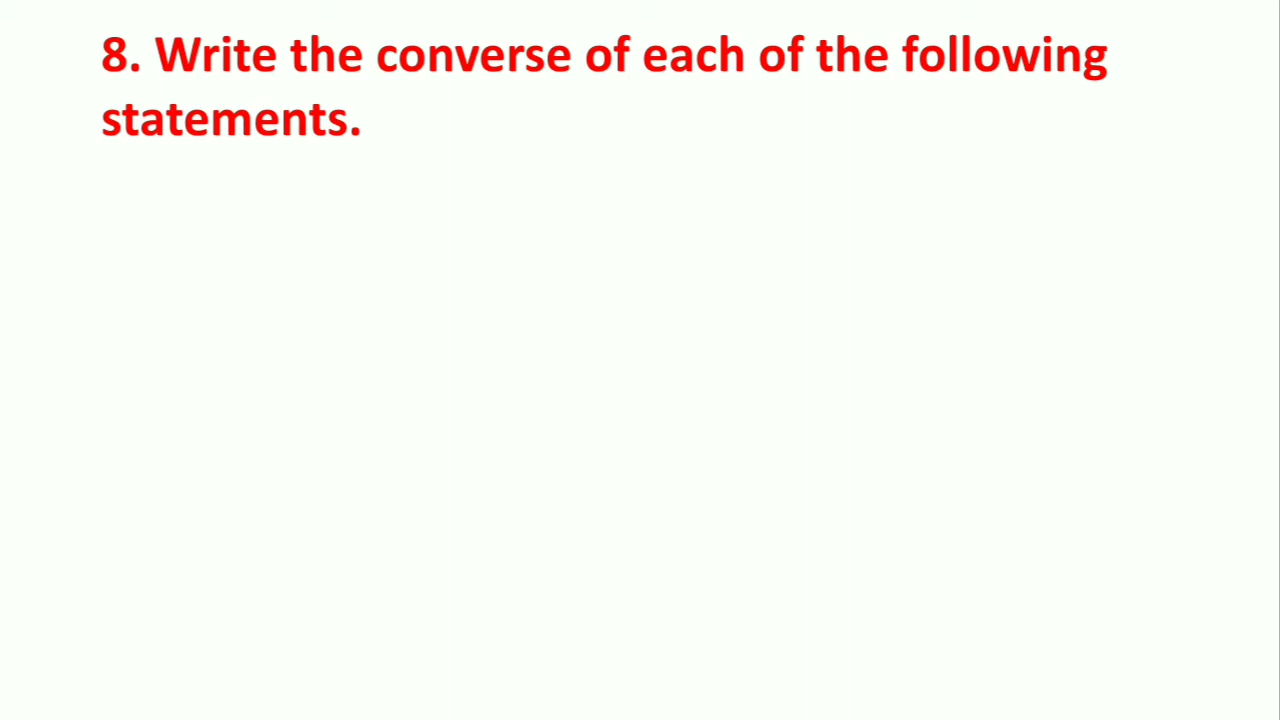 8. Write the converse of each of the following
statements.